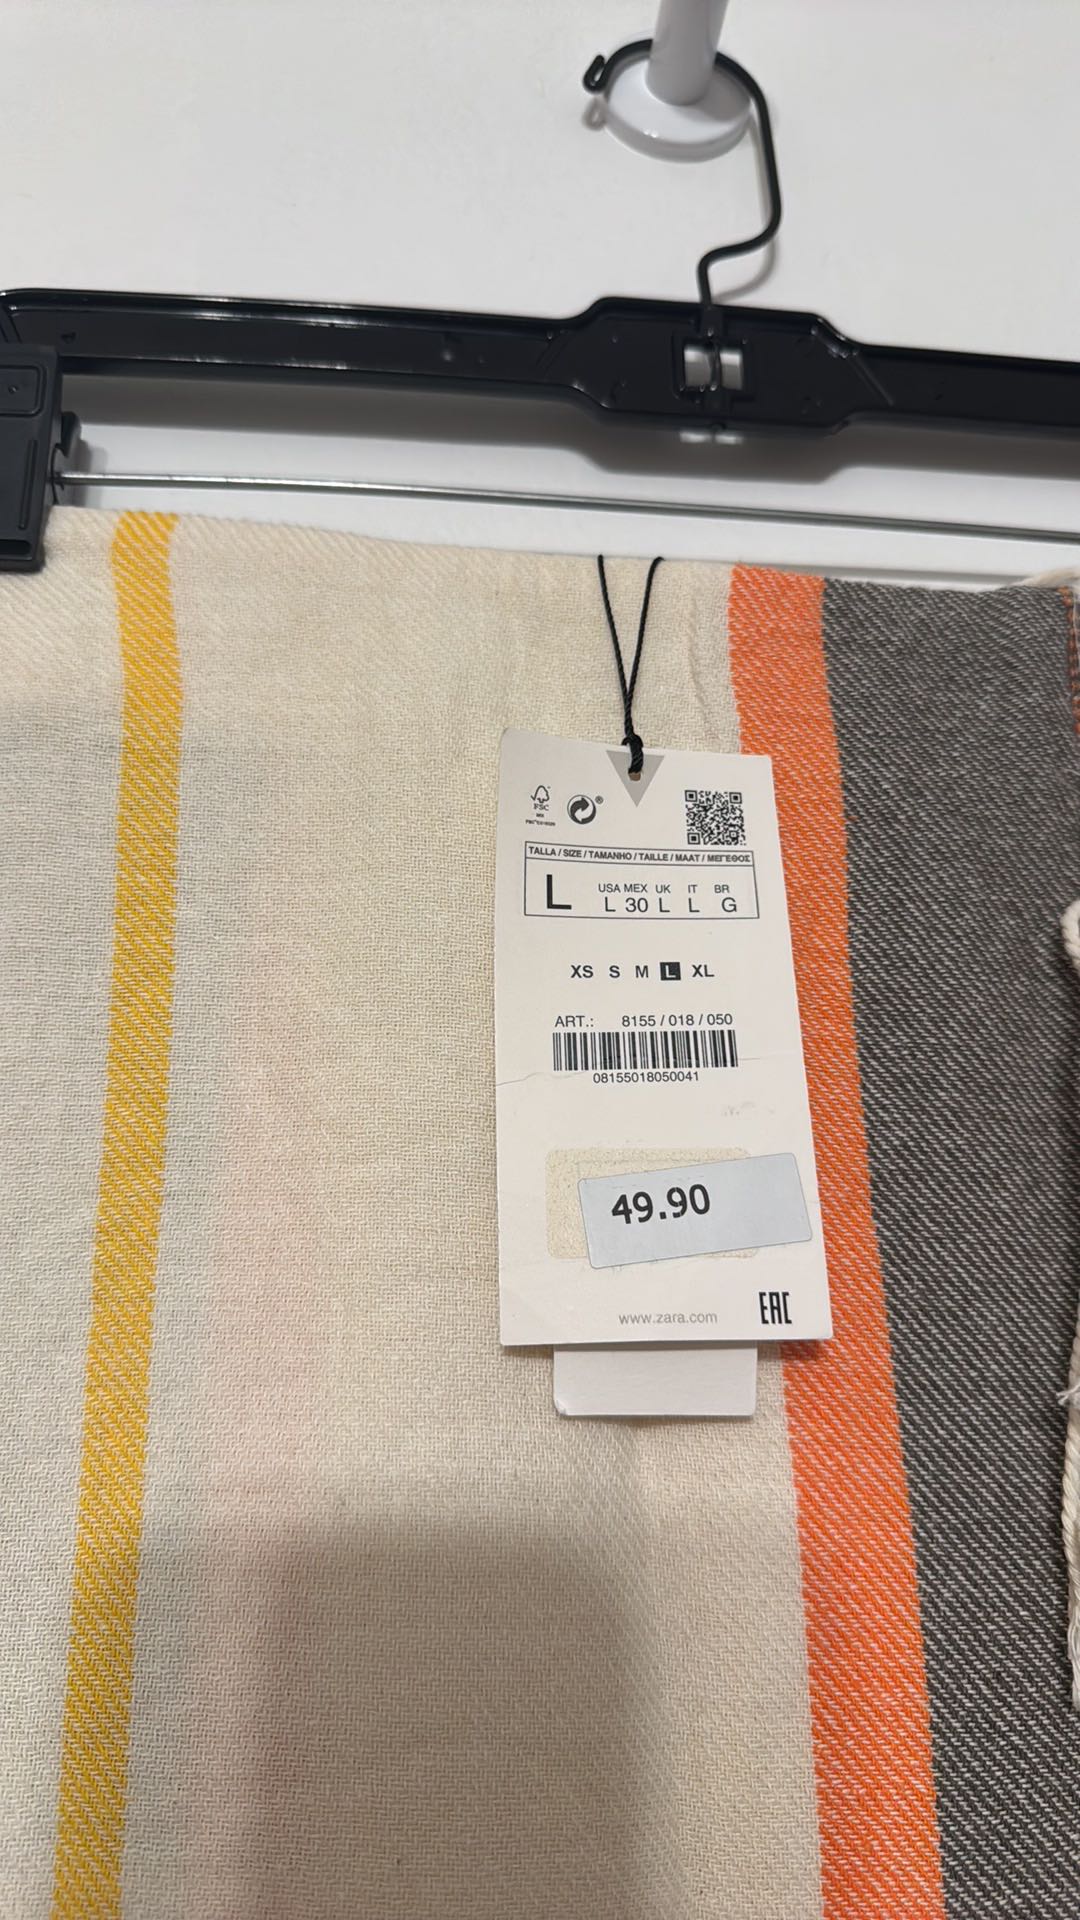 FSC
MIX
®
TALLA / SIZE / TAMANHO / TAILLE / MAAT / ΜΕΓΕΘΟΣ
L
USA MEX UK IT BR
L 30 L L G
XS S M L XL
ART.: 8155 / 018 / 050
08155018050041
49.90
www.zara.com
EAC